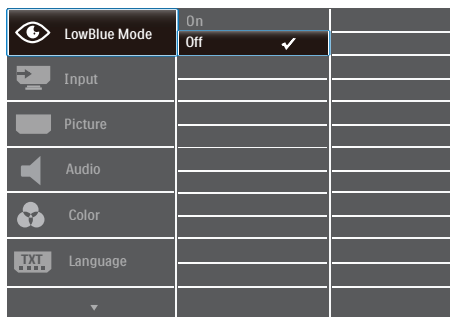 LowBlue Mode
On
Off
Input
Picture
Audio
Color
TXT
Language